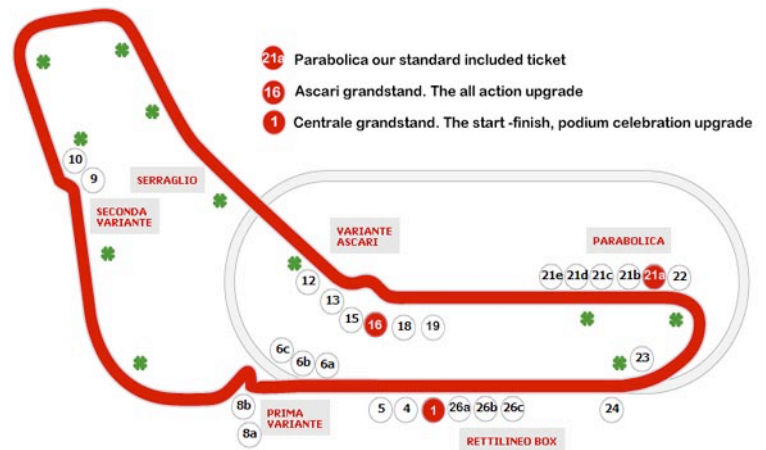 21a Parabolica our standard included ticket
16 Ascari grandstand. The all action upgrade
1 Centrale grandstand. The start -finish, podium celebration upgrade
10
9
SERRAGLIO
SECONDA
VARIANTE
VARIANTE
ASCARI
PARABOLICA
12
13
15
16
18
19
21e
21d
21c
21b
21a
22
6c
6b
6a
23
8b
8a
PRIMA
VARIANTE
5
4
1
26a
26b
26c
24
RETTILINEO BOX